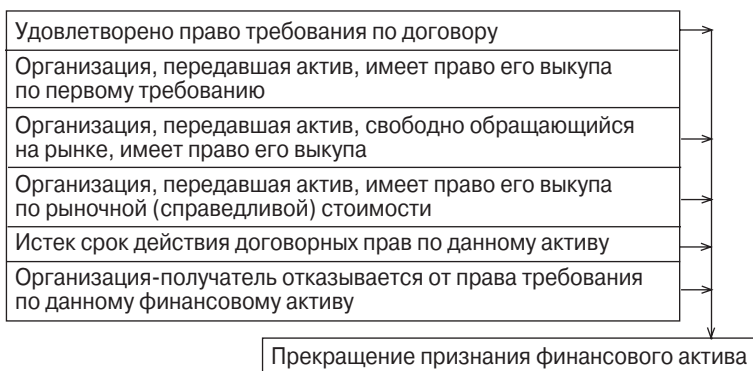 Удовлетворено право требования по договору
Организация, передавшая актив, имеет право его выкупа
по первому требованию
Организация, передавшая актив, свободно обращающийся
на рынке, имеет право его выкупа
Организация, передавшая актив, имеет право его выкупа
по рыночной (справедливой) стоимости
Истек срок действия договорных прав по данному активу
Организация-получатель отказывается от права требования
по данному финансовому активу
Прекращение признания финансового актива